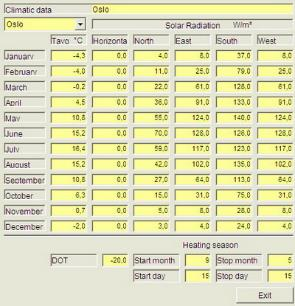 Climatic data Oslo
Oslo Solar Radiation W/m²
Tavo °C Horizonta North East South West
January -4,3 0,0 4,0 8,0 37,0 8,0
February -4,0 0,0 11,0 25,0 79,0 25,0
March -0,2 0,0 22,0 61,0 128,0 61,0
April 4,5 0,0 36,0 91,0 133,0 91,0
May 10,8 0,0 55,0 124,0 140,0 124,0
June 15,2 0,0 70,0 128,0 126,0 128,0
July 16,4 0,0 59,0 117,0 123,0 117,0
August 15,2 0,0 42,0 102,0 135,0 102,0
September 10,8 0,0 27,0 64,0 113,0 64,0
October 6,3 0,0 15,0 31,0 75,0 31,0
November 0,7 0,0 5,0 8,0 28,0 8,0
December -2,0 0,0 3,0 4,0 24,0 4,0
Heating season
DOT -20,0 Start month 9 Stop month 5
Start day 15 Stop day 15
Exit